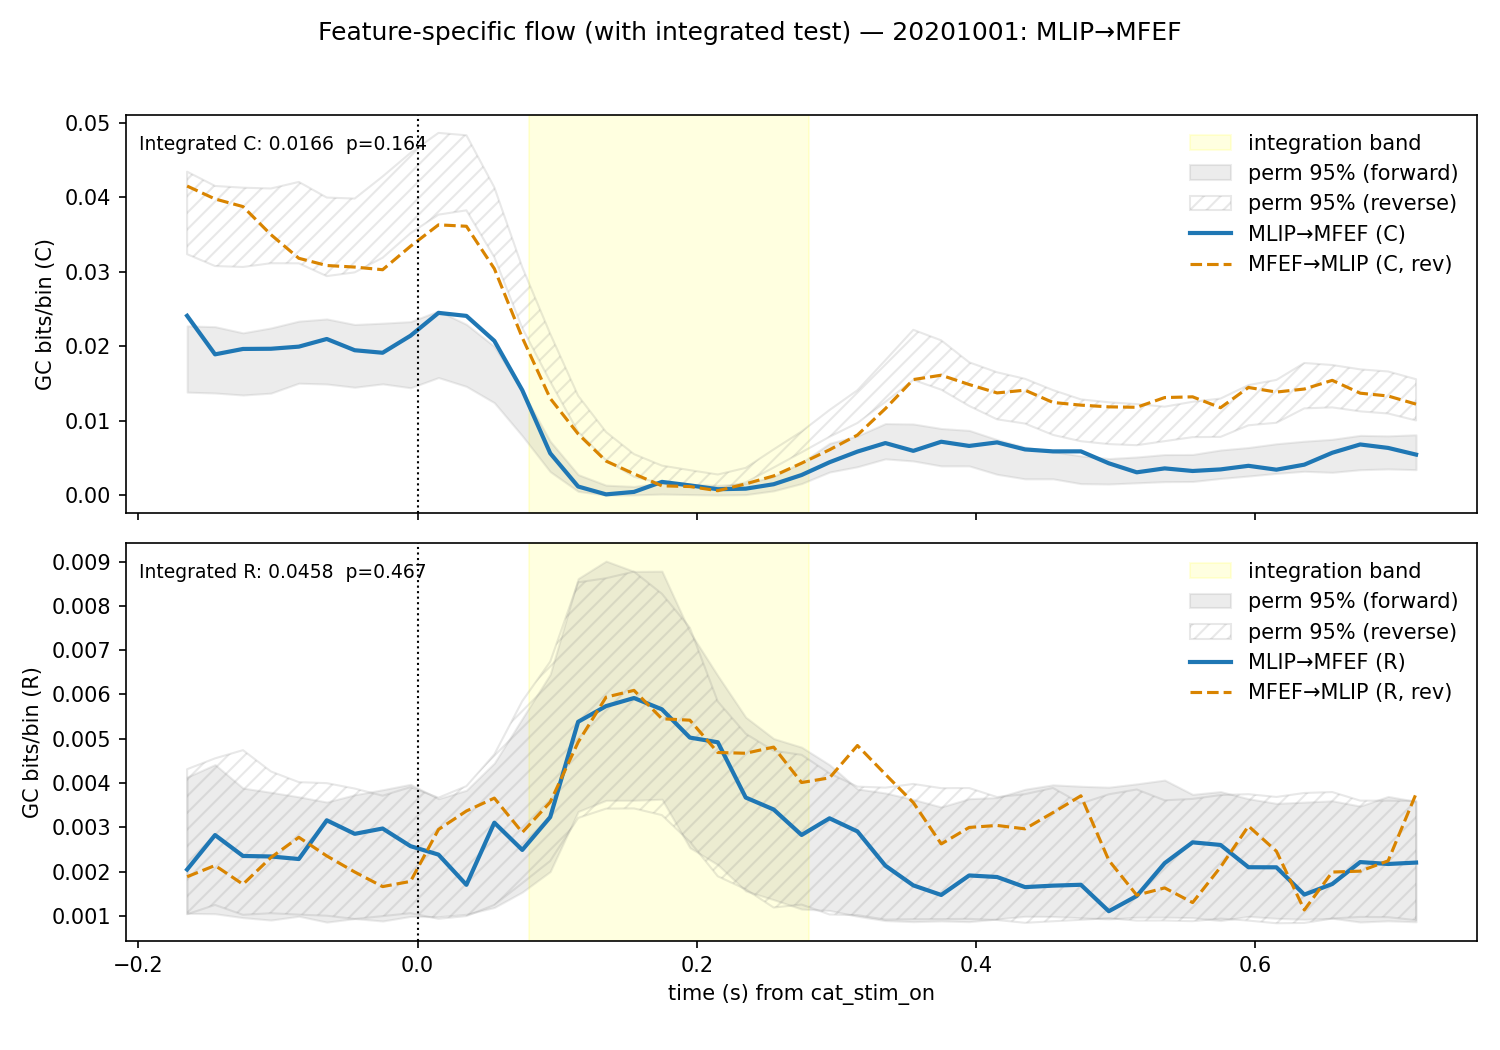 Feature-specific flow (with integrated test) — 20201001: MLIP→MFEF
GC bits/bin (C)
0.05
0.04
0.03
0.02
0.01
0.00
Integrated C: 0.0166  p=0.164
integration band
perm 95% (forward)
perm 95% (reverse)
MLIP→MFEF (C)
MFEF→MLIP (C, rev)
GC bits/bin (R)
0.009
0.008
0.007
0.006
0.005
0.004
0.003
0.002
0.001
Integrated R: 0.0458  p=0.467
integration band
perm 95% (forward)
perm 95% (reverse)
MLIP→MFEF (R)
MFEF→MLIP (R, rev)
−0.2 0.0 0.2 0.4 0.6
time (s) from cat_stim_on